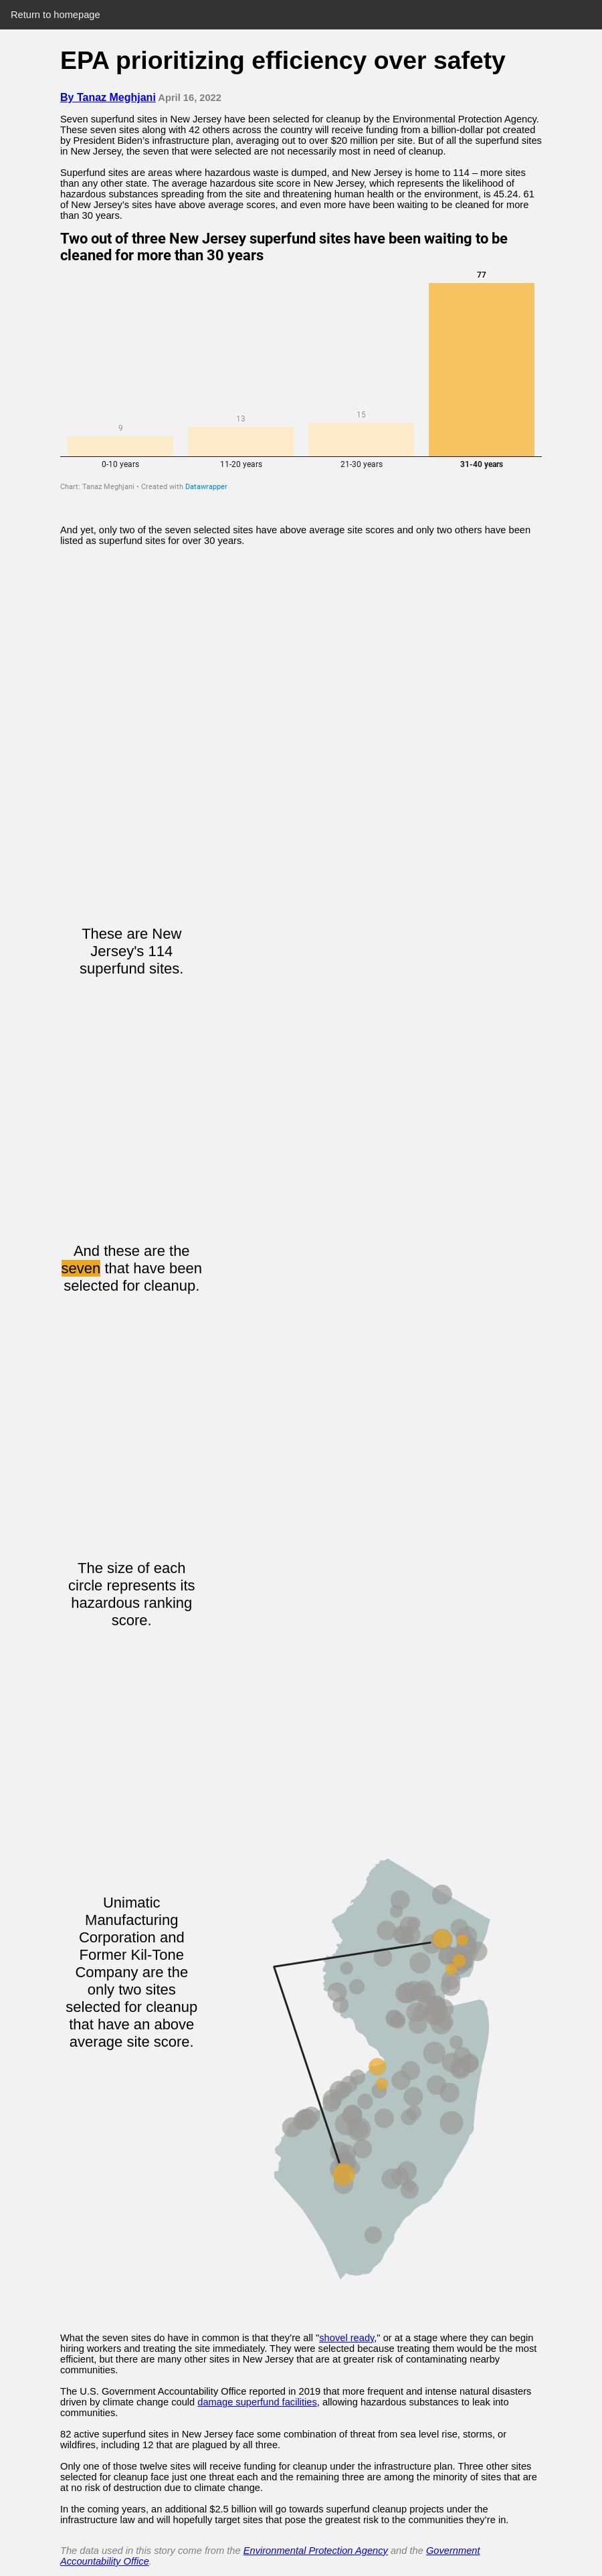 Return to homepage
EPA prioritizing efficiency over safety
By Tanaz Meghjani April 16, 2022
Seven superfund sites in New Jersey have been selected for cleanup by the Environmental Protection Agency.
These seven sites along with 42 others across the country will receive funding from a billion-dollar pot created
by President Biden's infrastructure plan, averaging out to over $20 million per site. But of all the superfund sites
in New Jersey, the seven that were selected are not necessarily most in need of cleanup.
Superfund sites are areas where hazardous waste is dumped, and New Jersey is home to 114 – more sites
than any other state. The average hazardous site score in New Jersey, which represents the likelihood of
hazardous substances spreading from the site and threatening human health or the environment, is 45.24. 61
of New Jersey's sites have above average scores, and even more have been waiting to be cleaned for more
than 30 years.
Two out of three New Jersey superfund sites have been waiting to be
cleaned for more than 30 years
77
15
13
9
0-10 years 11-20 years 21-30 years 31-40 years
Chart: Tanaz Meghjani • Created with Datawrapper
And yet, only two of the seven selected sites have above average site scores and only two others have been
listed as superfund sites for over 30 years.
These are New
Jersey's 114
superfund sites.
And these are the
seven that have been
selected for cleanup.
The size of each
circle represents its
hazardous ranking
score.
Unimatic
Manufacturing
Corporation and
Former Kil-Tone
Company are the
only two sites
selected for cleanup
that have an above
average site score.
What the seven sites do have in common is that they're all "shovel ready," or at a stage where they can begin
hiring workers and treating the site immediately. They were selected because treating them would be the most
efficient, but there are many other sites in New Jersey that are at greater risk of contaminating nearby
communities.
The U.S. Government Accountability Office reported in 2019 that more frequent and intense natural disasters
driven by climate change could damage superfund facilities, allowing hazardous substances to leak into
communities.
82 active superfund sites in New Jersey face some combination of threat from sea level rise, storms, or
wildfires, including 12 that are plagued by all three.
Only one of those twelve sites will receive funding for cleanup under the infrastructure plan. Three other sites
selected for cleanup face just one threat each and the remaining three are among the minority of sites that are
at no risk of destruction due to climate change.
In the coming years, an additional $2.5 billion will go towards superfund cleanup projects under the
infrastructure law and will hopefully target sites that pose the greatest risk to the communities they're in.
The data used in this story come from the Environmental Protection Agency and the Government
Accountability Office.